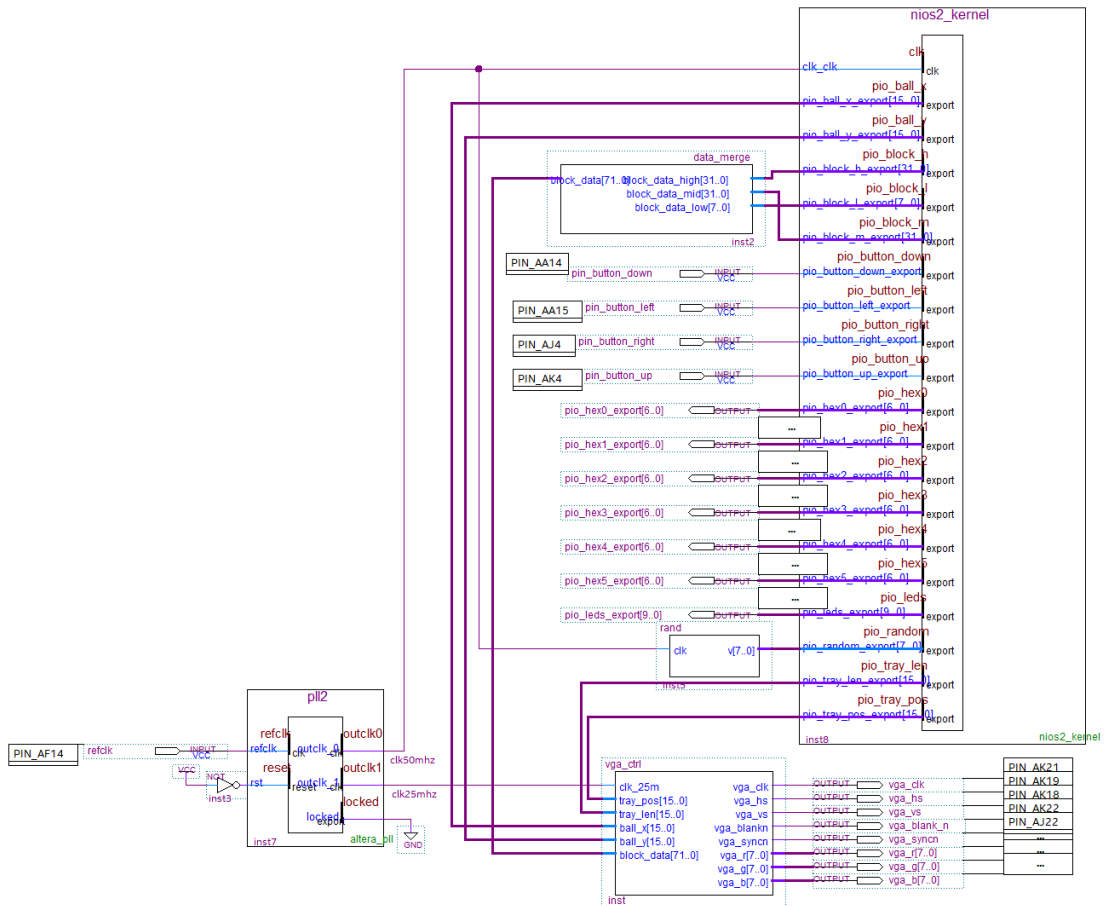 nios2_kernel
clk
clk_clk
clk
pio_ball_x
pio_ball_x_export[15..0]
export
pio_ball_y
pio_ball_y_export[15..0]
export
data_merge
block_data[71..0]
block_data_high[31..0]
block_data_mid[31..0]
block_data_low[7..0]
inst2
pio_block_h
pio_block_h_export[31..0]
export
pio_block_l
pio_block_l_export[7..0]
export
pio_block_m
pio_block_m_export[31..0]
export
PIN_AA14
pin_button_down
INPUT
VCC
pio_button_down
pio_button_down_export
export
PIN_AA15
pin_button_left
INPUT
VCC
pio_button_left
pio_button_left_export
export
PIN_AJ4
pin_button_right
INPUT
VCC
pio_button_right
pio_button_right_export
export
PIN_AK4
pin_button_up
INPUT
VCC
pio_button_up
pio_button_up_export
export
pio_hex0_export[6..0]
OUTPUT
pio_hex0
pio_hex0_export[6..0]
export
...
pio_hex1_export[6..0]
OUTPUT
pio_hex1
pio_hex1_export[6..0]
export
...
pio_hex2_export[6..0]
OUTPUT
pio_hex2
pio_hex2_export[6..0]
export
...
pio_hex3_export[6..0]
OUTPUT
pio_hex3
pio_hex3_export[6..0]
export
...
pio_hex4_export[6..0]
OUTPUT
pio_hex4
pio_hex4_export[6..0]
export
...
pio_hex5_export[6..0]
OUTPUT
pio_hex5
pio_hex5_export[6..0]
export
...
pio_leds_export[9..0]
OUTPUT
pio_leds
pio_leds_export[9..0]
export
rand
clk
v[7..0]
inst5
pio_random
pio_random_export[7..0]
export
pio_tray_len
pio_tray_len_export[15..0]
export
pio_tray_pos
pio_tray_pos_export[15..0]
export
inst8
nios2_kernel
PIN_AF14
refclk
INPUT
VCC
VCC
NOT
inst3
pll2
refclk
refclk
clk
outclk0
outclk_0
clk
reset
rst
reset
outclk1
outclk_1
clk
locked
locked
export
inst7
altera_pll
clk50mhz
clk25mhz
GND
vga_ctrl
clk_25m
tray_pos[15..0]
tray_len[15..0]
ball_x[15..0]
ball_y[15..0]
block_data[71..0]
vga_clk
vga_hs
vga_vs
vga_blankn
vga_syncn
vga_r[7..0]
vga_g[7..0]
vga_b[7..0]
inst
OUTPUT vga_clk
OUTPUT vga_hs
OUTPUT vga_vs
OUTPUT vga_blank_n
OUTPUT vga_syncn
OUTPUT vga_r[7..0]
OUTPUT vga_g[7..0]
OUTPUT vga_b[7..0]
PIN_AK21
PIN_AK19
PIN_AK18
PIN_AK22
PIN_AJ22
...
...
...